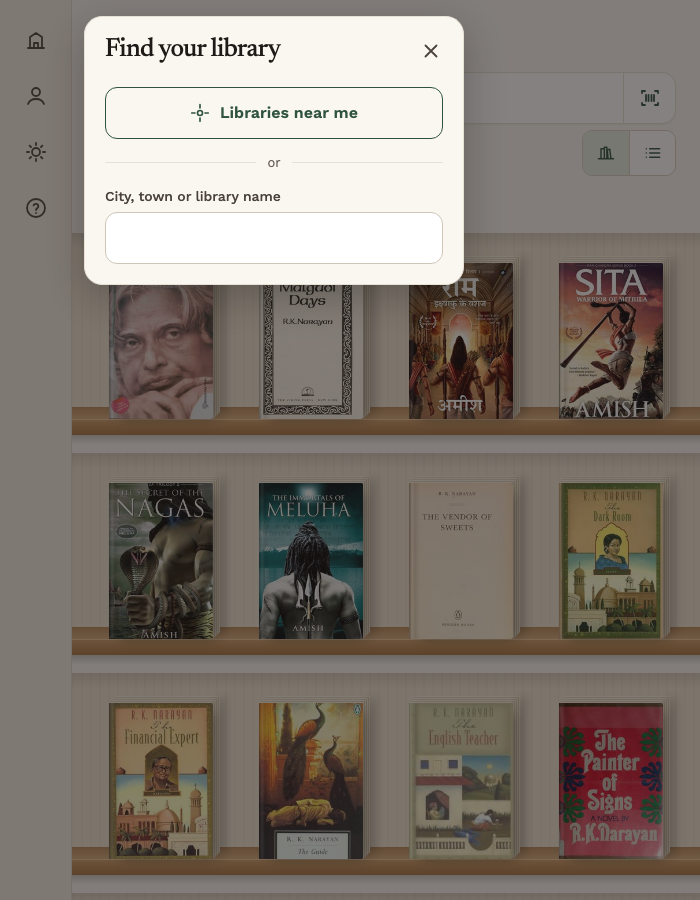 Find your library
Libraries near me
or
City, town or library name
Malgudi
Days
R.K.Narayan
राम
इक्ष्वाकु के वंशज
अमीश
SITA
WARRIOR OF MITHILA
AMISH
THE SECRET OF THE
NAGAS
AMISH
THE IMMORTALS OF
MELUHA
AMISH
R. K. NARAYAN
THE VENDOR OF
SWEETS
R. K. NARAYAN
The
Dark Room
R. K. NARAYAN
The
Financial Expert
R. K. NARAYAN
The Guide
R. K. NARAYAN
The
English Teacher
The
Painter
of
Signs
A NOVEL BY
R.K.Narayan